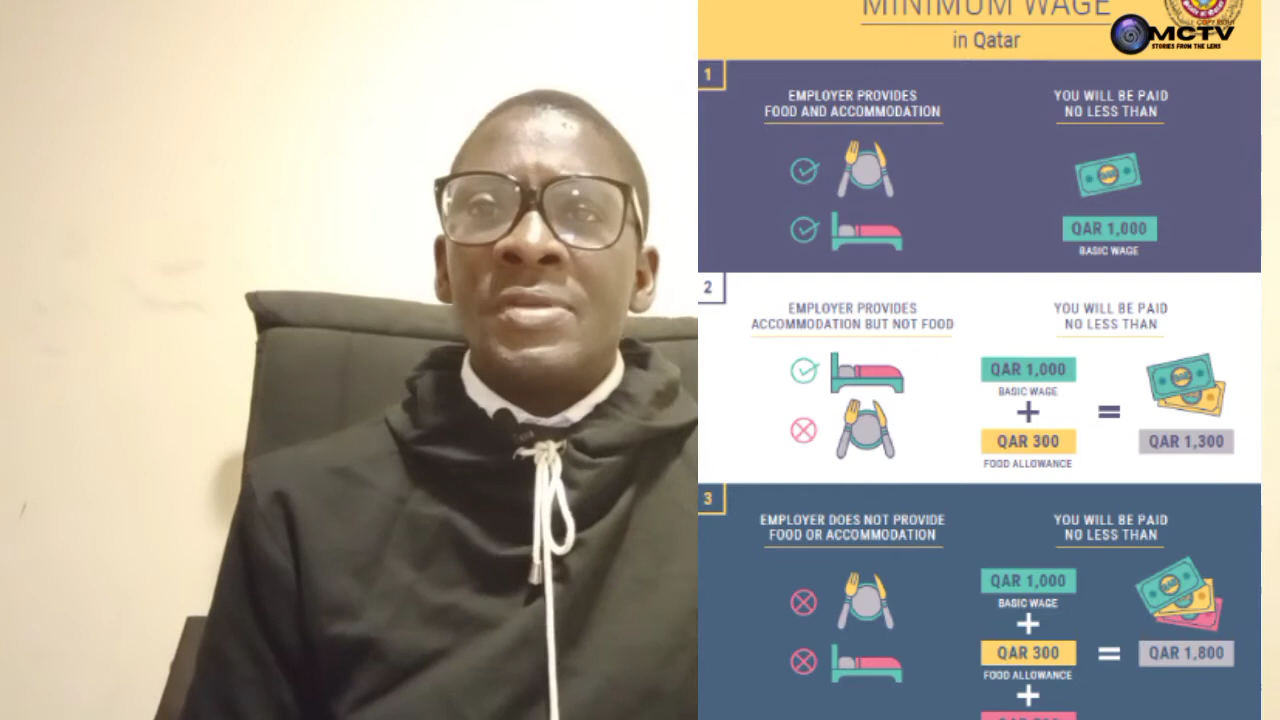 MINIMUM WAGE
in Qatar
MCTV
STORIES FROM THE LENS
1
EMPLOYER PROVIDES
FOOD AND ACCOMMODATION
YOU WILL BE PAID
NO LESS THAN
QAR 1,000
BASIC WAGE
2
EMPLOYER PROVIDES
ACCOMMODATION BUT NOT FOOD
YOU WILL BE PAID
NO LESS THAN
QAR 1,000
BASIC WAGE
+
QAR 300
FOOD ALLOWANCE
=
QAR 1,300
3
EMPLOYER DOES NOT PROVIDE
FOOD OR ACCOMMODATION
YOU WILL BE PAID
NO LESS THAN
QAR 1,000
BASIC WAGE
+
QAR 300
FOOD ALLOWANCE
+
=
QAR 1,800